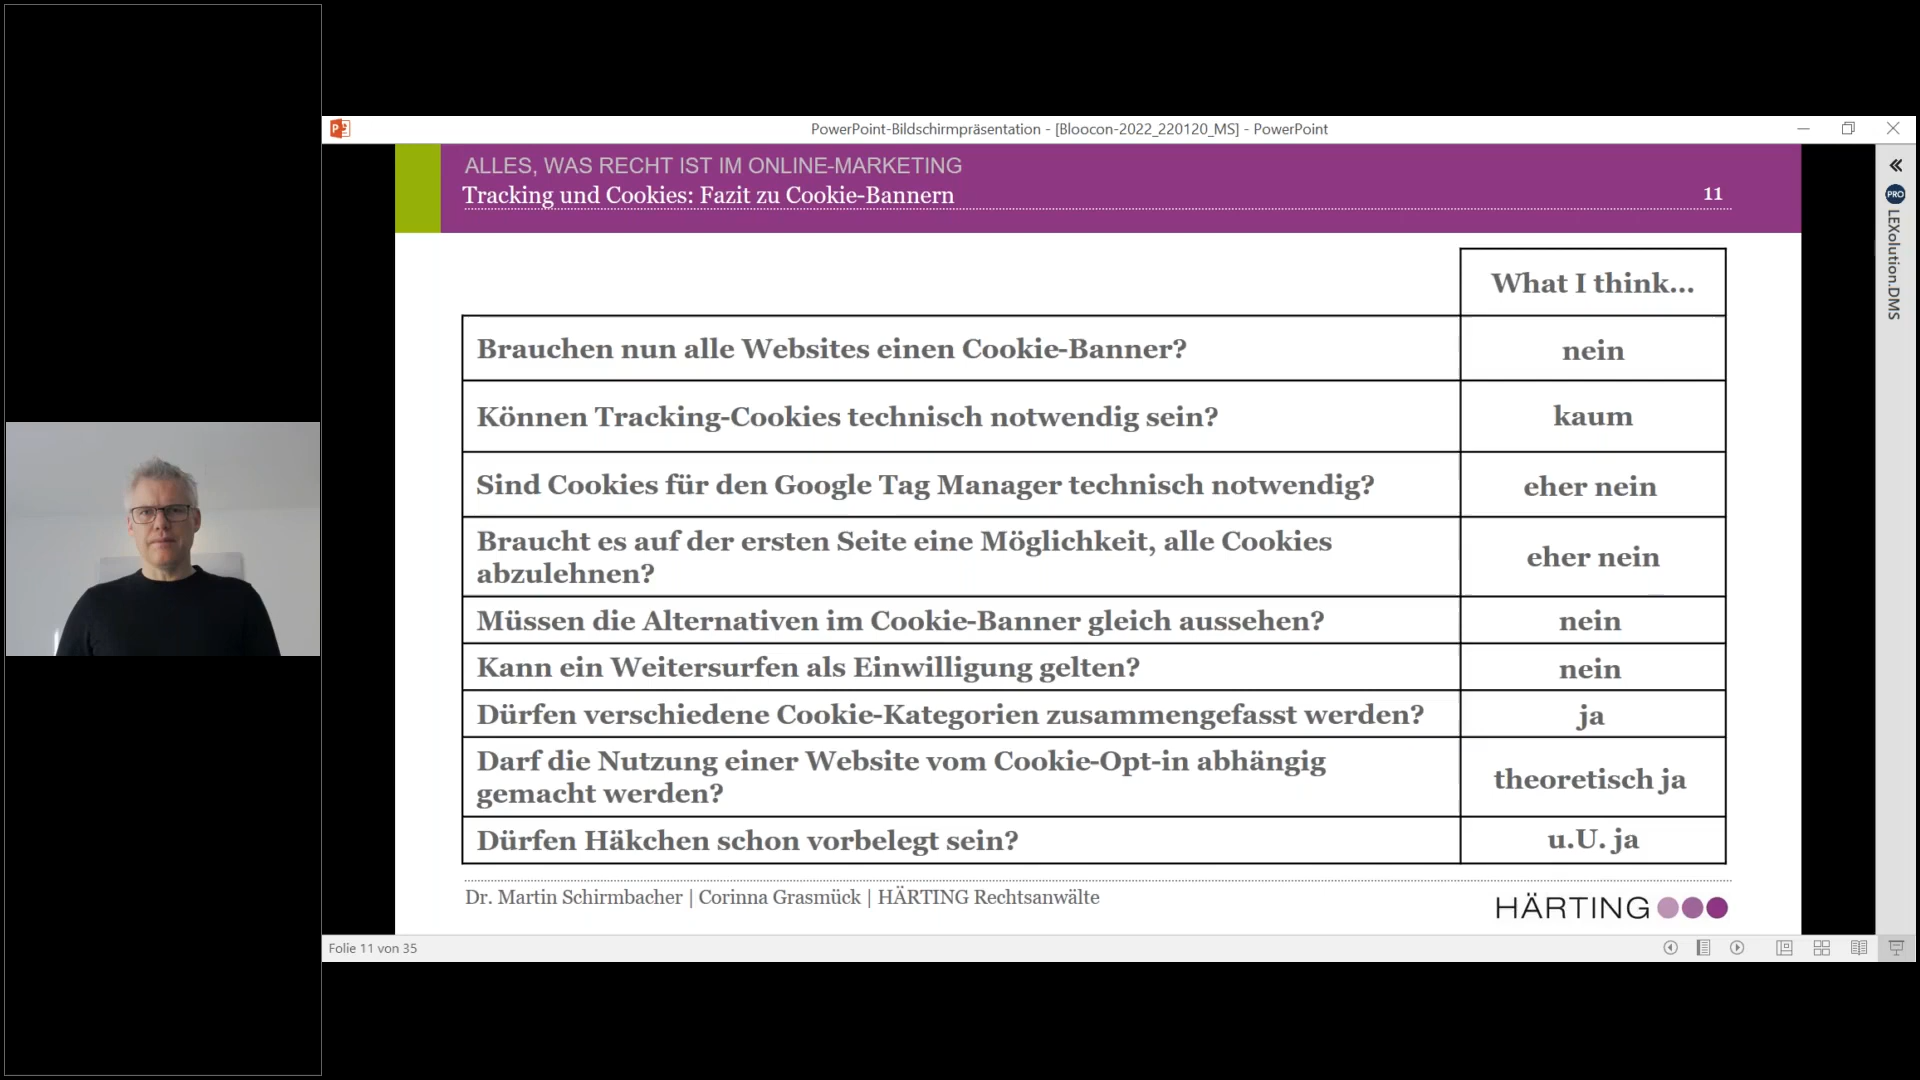 PowerPoint-Bildschirmpräsentation - [Bloocon-2022_220120_MS] - PowerPoint
ALLES, WAS RECHT IST IM ONLINE-MARKETING
Tracking und Cookies: Fazit zu Cookie-Bannern
11
PRO
LEXolution.DMS
What I think...
Brauchen nun alle Websites einen Cookie-Banner?
nein
Können Tracking-Cookies technisch notwendig sein?
kaum
Sind Cookies für den Google Tag Manager technisch notwendig?
eher nein
Braucht es auf der ersten Seite eine Möglichkeit, alle Cookies
abzulehnen?
eher nein
Müssen die Alternativen im Cookie-Banner gleich aussehen?
nein
Kann ein Weitersurfen als Einwilligung gelten?
nein
Dürfen verschiedene Cookie-Kategorien zusammengefasst werden?
ja
Darf die Nutzung einer Website vom Cookie-Opt-in abhängig
gemacht werden?
theoretisch ja
Dürfen Häkchen schon vorbelegt sein?
u.U. ja
Dr. Martin Schirmbacher | Corinna Grasmück | HÄRTING Rechtsanwälte
HÄRTING
Folie 11 von 35